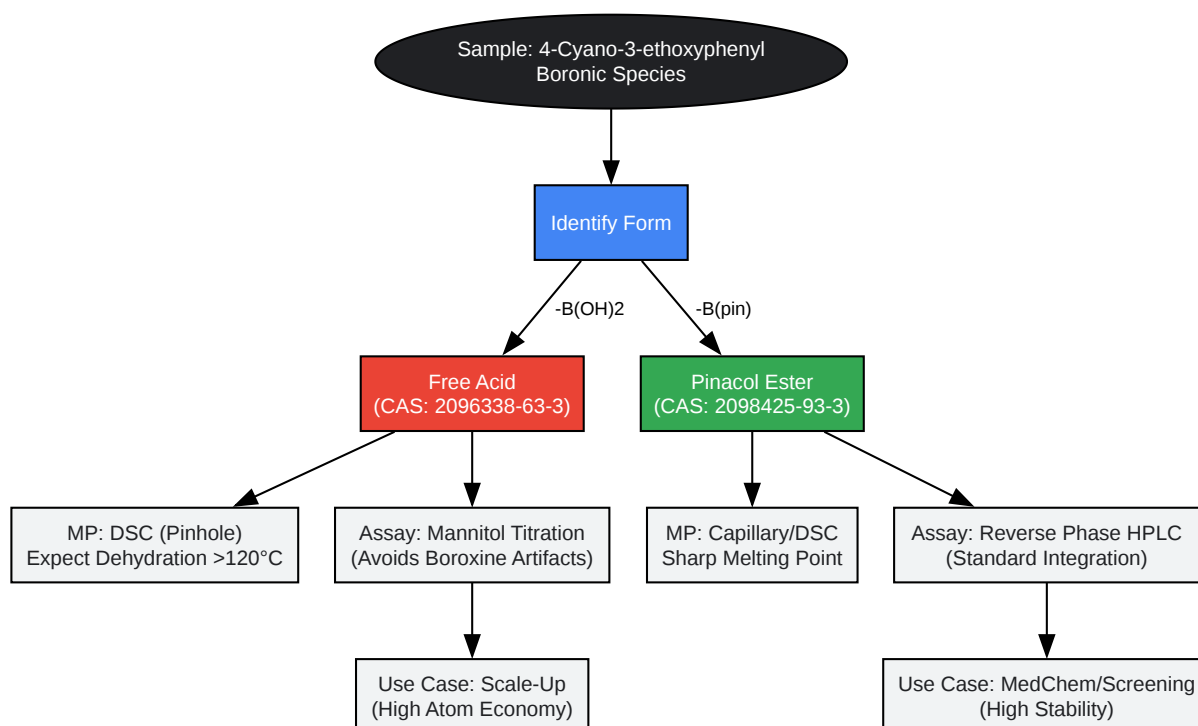 Sample: 4-Cyano-3-ethoxyphenyl
Boronic Species
Identify Form
-B(OH)2
-B(pin)
Free Acid
(CAS: 2096338-63-3)
Pinacol Ester
(CAS: 2098425-93-3)
MP: DSC (Pinhole)
Expect Dehydration >120°C
Assay: Mannitol Titration
(Avoids Boroxine Artifacts)
MP: Capillary/DSC
Sharp Melting Point
Assay: Reverse Phase HPLC
(Standard Integration)
Use Case: Scale-Up
(High Atom Economy)
Use Case: MedChem/Screening
(High Stability)